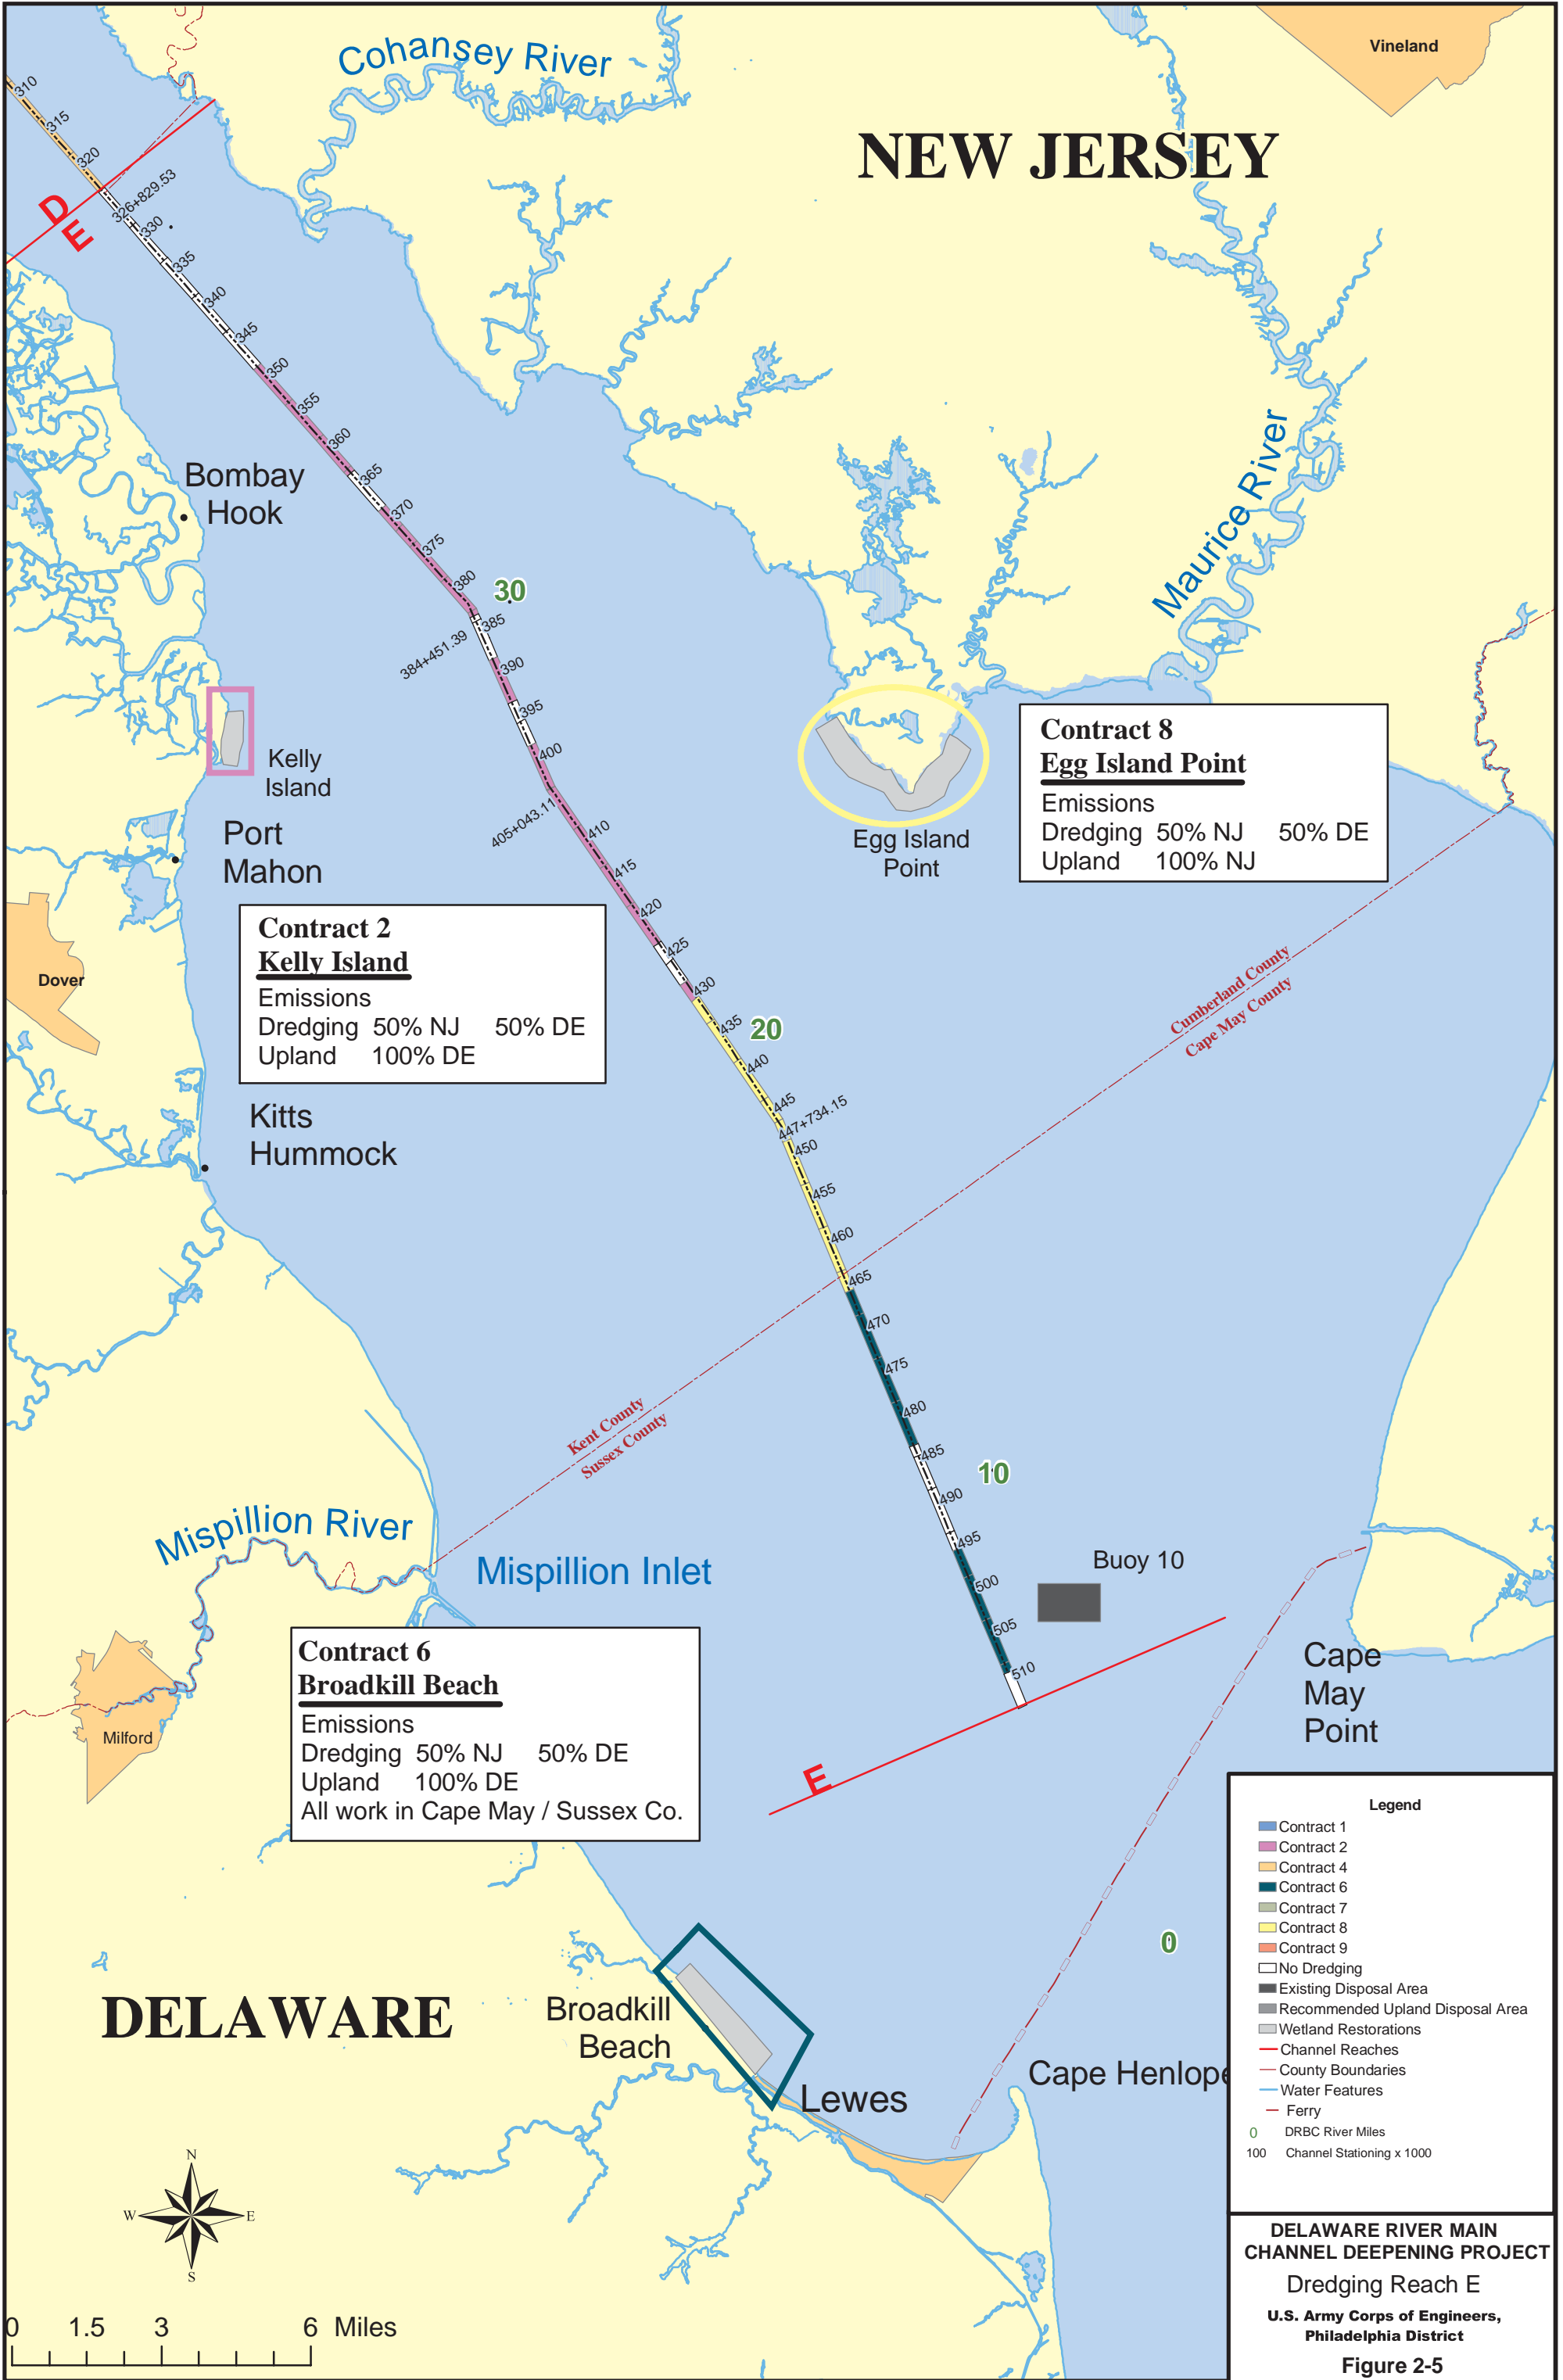 Cohansey River
Vineland
NEW JERSEY
310
315
320
326+829.53
D
E
330
335
340
345
350
355
360
365
370
375
380
30
385
384+451.39
390
395
400
405+043.11
410
415
420
425
430
435
20
440
445
447+734.15
450
455
460
465
470
475
480
485
10
490
495
500
505
510
Bombay
Hook
Maurice River
Kelly
Island
Port
Mahon
Contract 8
Egg Island Point
Emissions
Dredging 50% NJ 50% DE
Upland 100% NJ
Egg Island
Point
Dover
Contract 2
Kelly Island
Emissions
Dredging 50% NJ 50% DE
Upland 100% DE
Cumberland County
Cape May County
Kitts
Hummock
Kent County
Sussex County
Mispillion River
Mispillion Inlet
Buoy 10
Milford
Contract 6
Broadkill Beach
Emissions
Dredging 50% NJ 50% DE
Upland 100% DE
All work in Cape May / Sussex Co.
E
Cape
May
Point
0
DELAWARE
Broadkill
Beach
Lewes
Cape Henlope
Legend
Contract 1
Contract 2
Contract 4
Contract 6
Contract 7
Contract 8
Contract 9
No Dredging
Existing Disposal Area
Recommended Upland Disposal Area
Wetland Restorations
Channel Reaches
County Boundaries
Water Features
Ferry
0 DRBC River Miles
100 Channel Stationing x 1000
N
W E
S
0 1.5 3 6 Miles
DELAWARE RIVER MAIN
CHANNEL DEEPENING PROJECT
Dredging Reach E
U.S. Army Corps of Engineers,
Philadelphia District
Figure 2-5